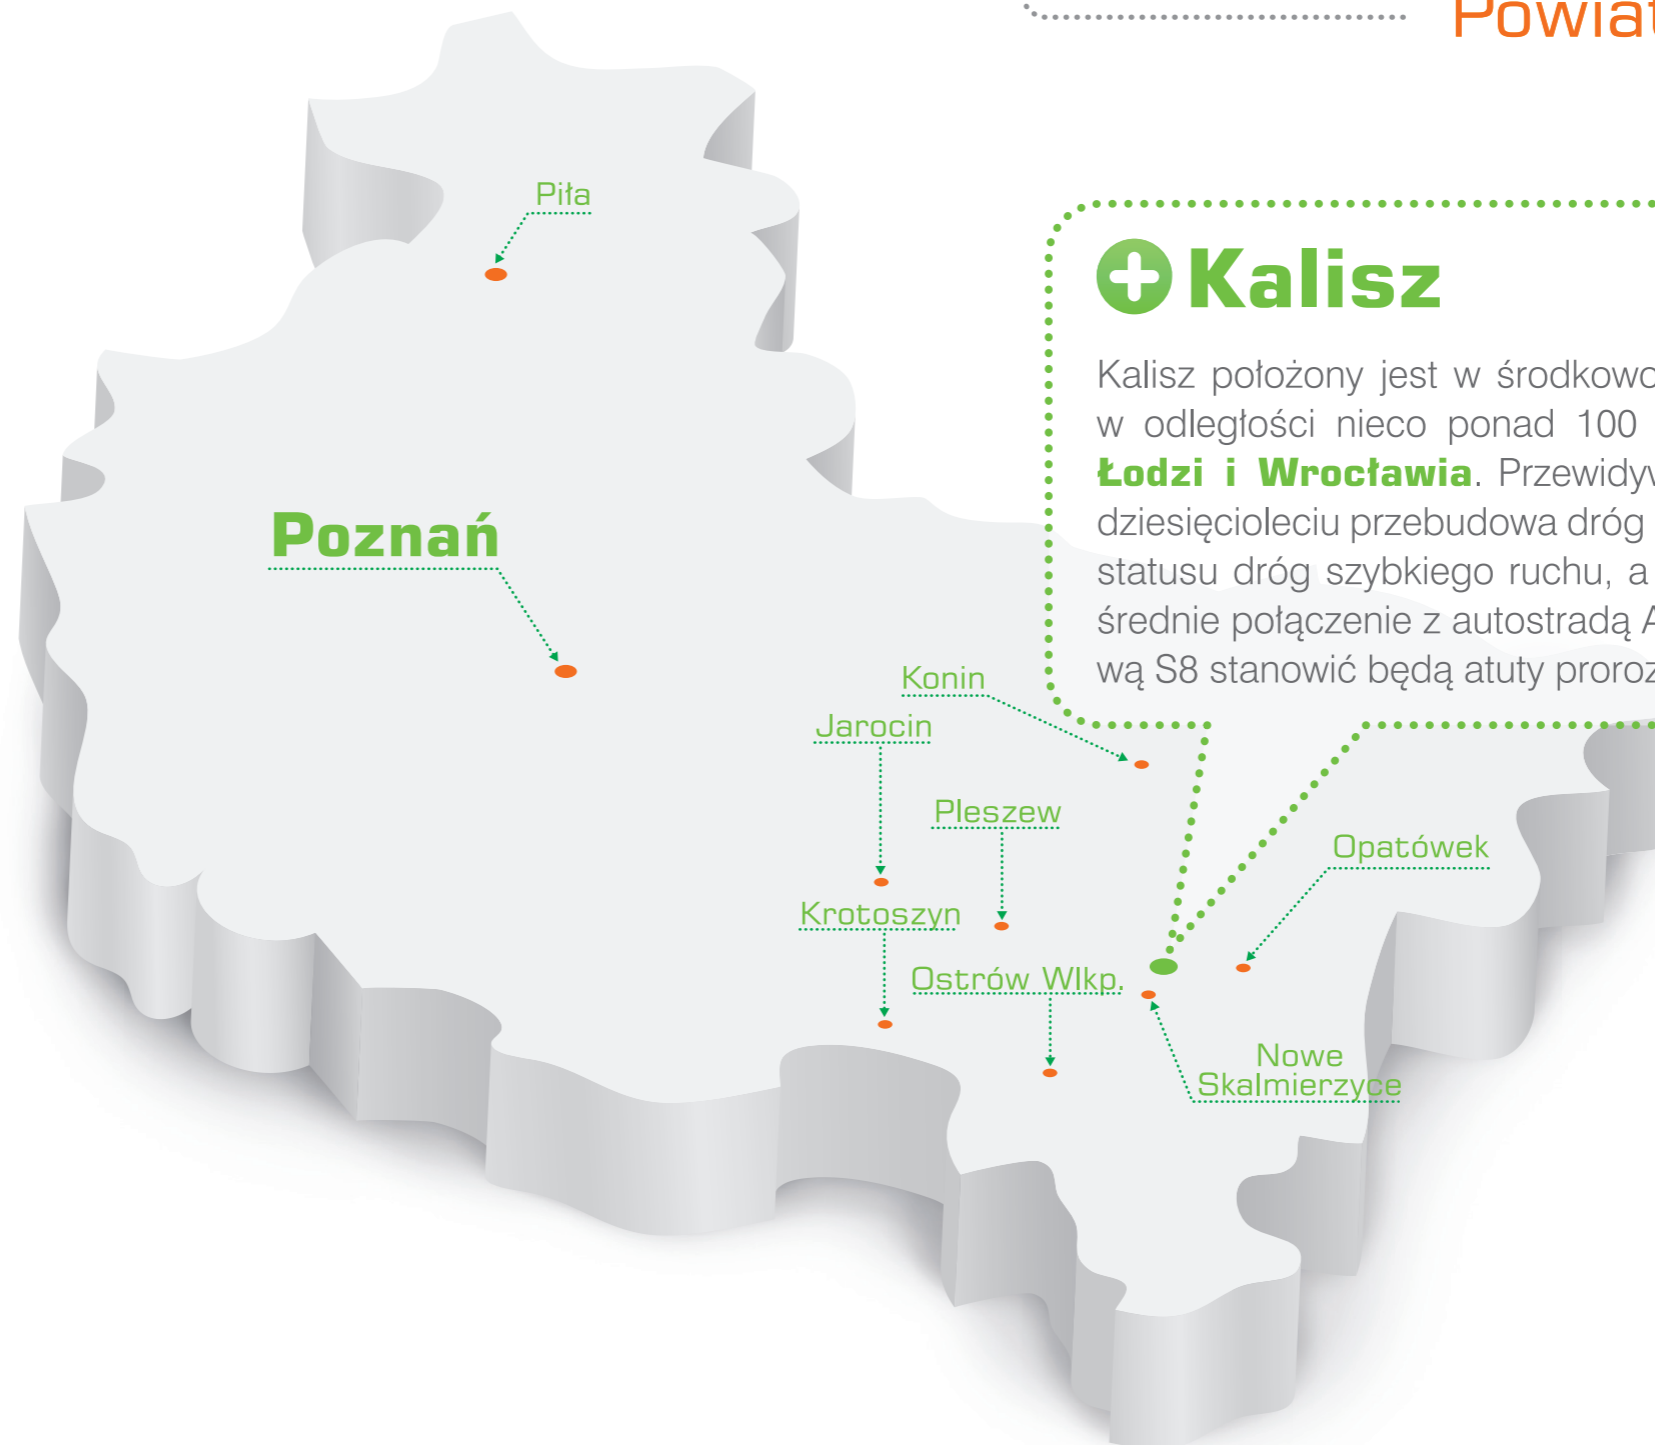 Powiat
Piła
Kalisz
Kalisz położony jest w środkowo
w odległości nieco ponad 100
Łodzi i Wrocławia. Przewidyw
dziesięcioleciu przebudowa dróg
statusu dróg szybkiego ruchu, a
średnie połączenie z autostradą A
wą S8 stanowić będą atuty proroz
Poznań
Konin
Jarocin
Pleszew
Opatówek
Krotoszyn
Ostrów Wlkp.
Nowe
Skalmierzyce